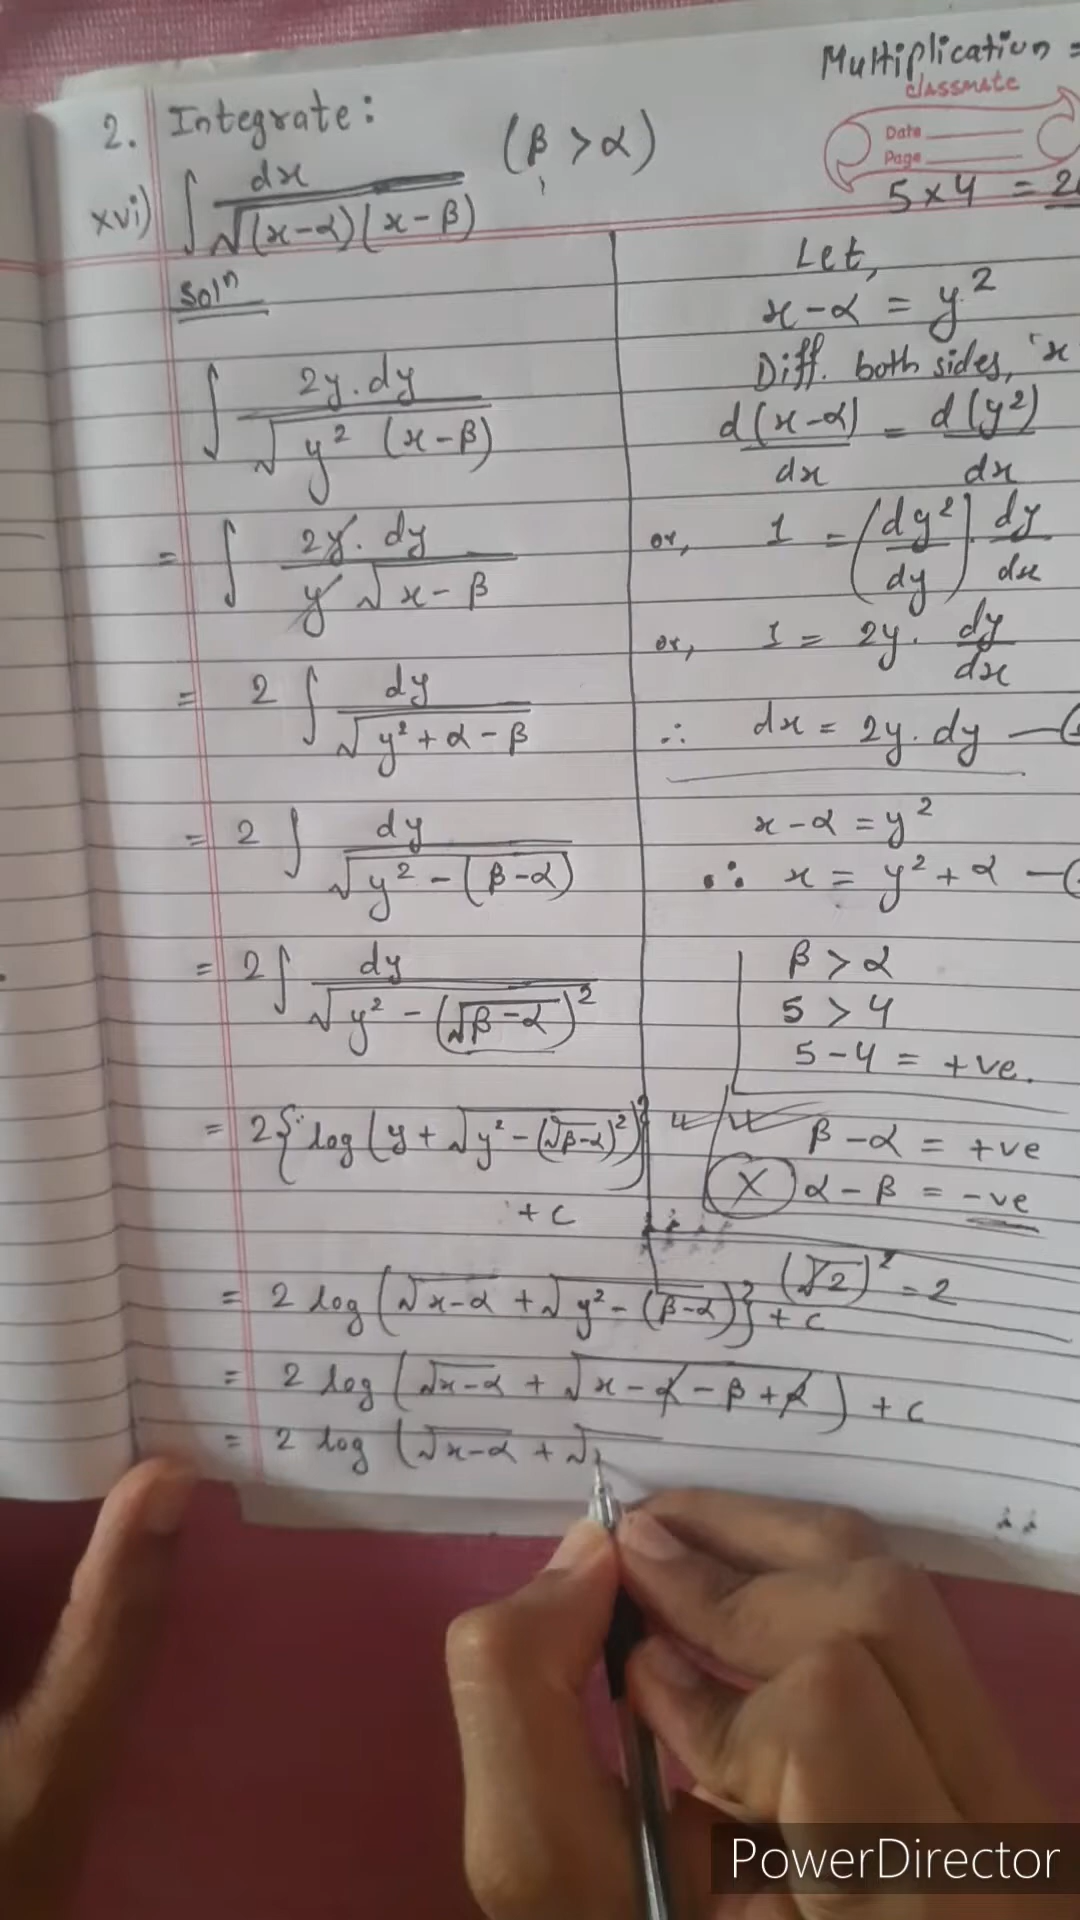 Multiplication =
classmate
Date
Page
5 × 4 = 2
2. Integrate:
(β > α)
xvi) ∫ dx / √(x-α)(x-β)
Solⁿ
∫ 2y.dy / √y² (x-β)
= ∫ 2y. dy / y √x-β
= 2 ∫ dy / √y²+α-β
= 2 ∫ dy / √y² - (β-α)
= 2 ∫ dy / √y² - (√β-α)²
= 2{ log (y + √y² - (√β-α)²)}
+ c
= 2 log (√x-α + √y² - (β-α)} + c
= 2 log (√x-α + √x-α-β+α) + c
= 2 log (√x-α + √
Let,
x-α = y²
Diff. both sides, 'x
d(x-α)/dx = d(y²)/dx
or, 1 = (dy²/dy) . dy/dx
or, 1 = 2y. dy/dx
∴ dx = 2y. dy —
x-α = y²
∴ x = y² + α —
β > α
5 > 4
5-4 = +ve.
β-α = +ve
X α-β = -ve
(√2)² = 2
PowerDirector